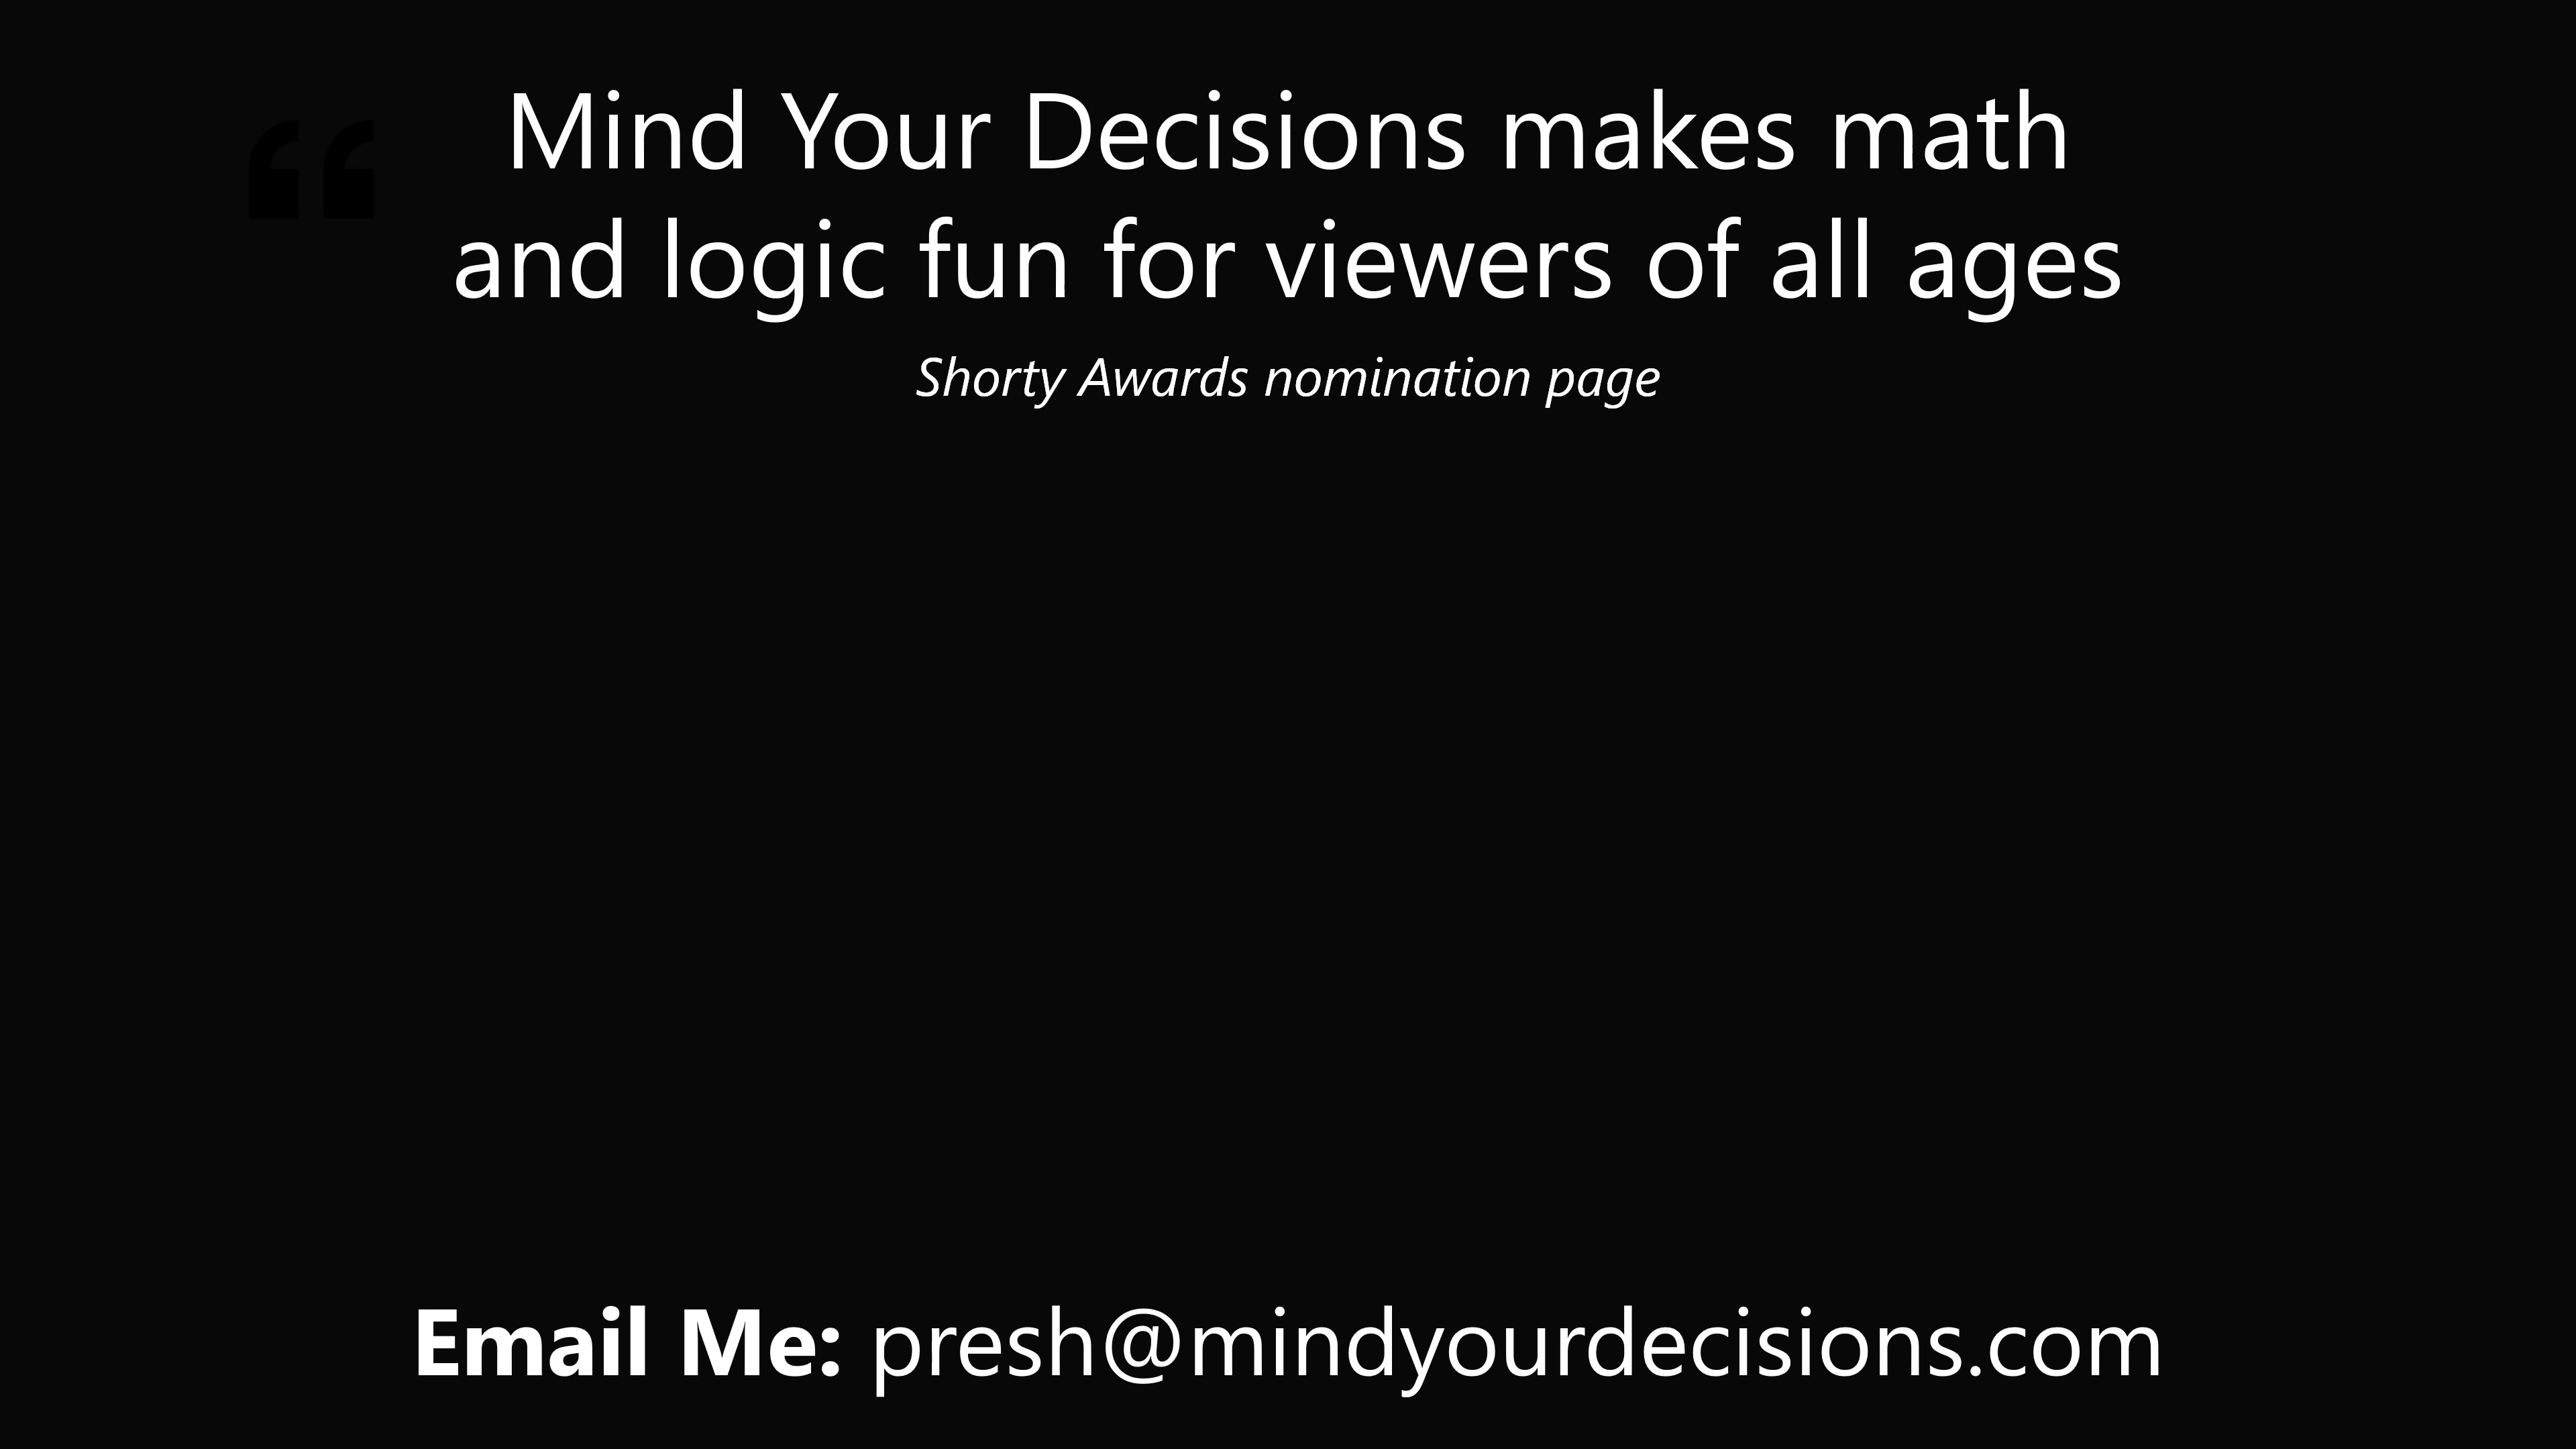 “
Mind Your Decisions makes math
and logic fun for viewers of all ages
Shorty Awards nomination page
Email Me: presh@mindyourdecisions.com